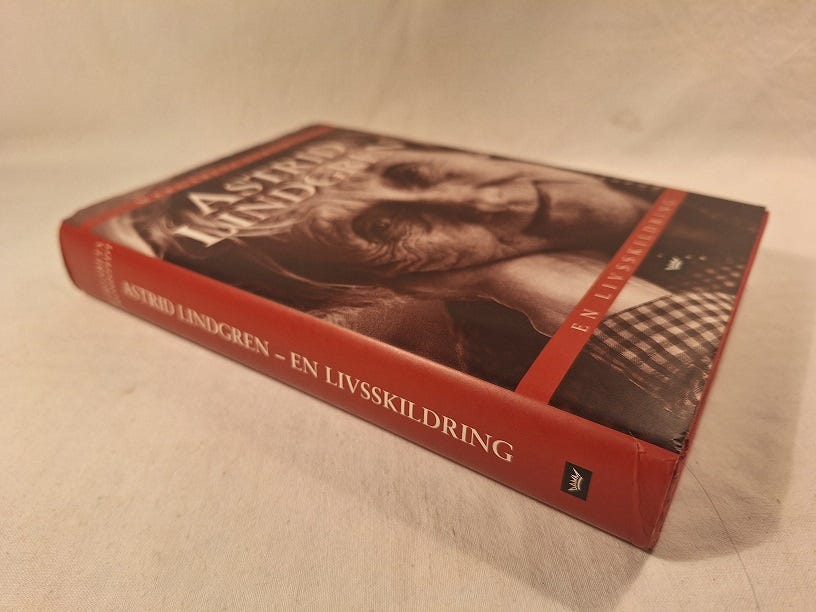 ASTRID
LINDGREN
EN LIVSSKILDRING
ASTRID LINDGREN – EN LIVSSKILDRING